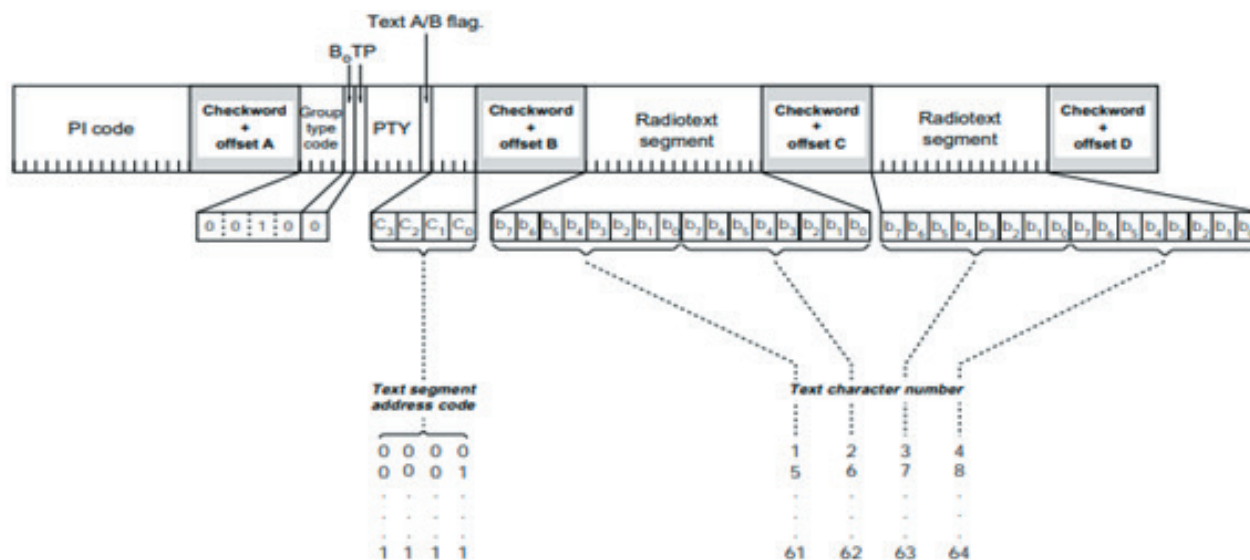 Text A/B flag.
B₀ TP
PI code
Checkword + offset A
Group type code
PTY
Checkword + offset B
Radiotext segment
Checkword + offset C
Radiotext segment
Checkword + offset D
0 0 1 0 0
C₃ C₂ C₁ C₀
b₇ b₆ b₅ b₄ b₃ b₂ b₁ b₀ b₇ b₆ b₅ b₄ b₃ b₂ b₁ b₀
b₇ b₆ b₅ b₄ b₃ b₂ b₁ b₀ b₇ b₆ b₅ b₄ b₃ b₂ b₁
Text segment
address code
Text character number
0 0 0 0 1 2 3 4
0 0 0 1 5 6 7 8
. . . . . . . .
. . . . . . . .
. . . . . . . .
1 1 1 1 61 62 63 64